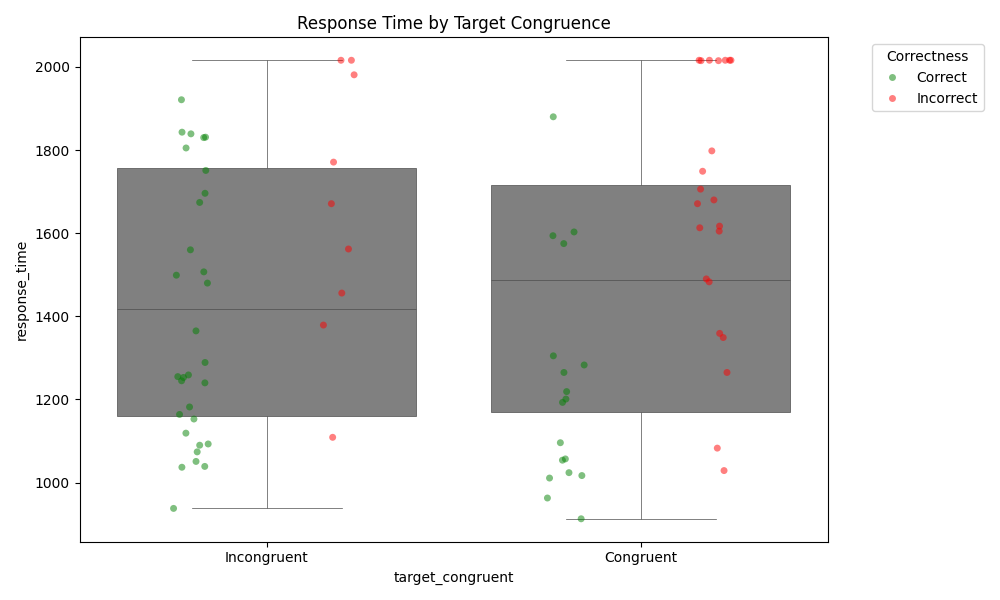 Response Time by Target Congruence
response_time
2000
1800
1600
1400
1200
1000
Incongruent
Congruent
target_congruent
Correctness
Correct
Incorrect